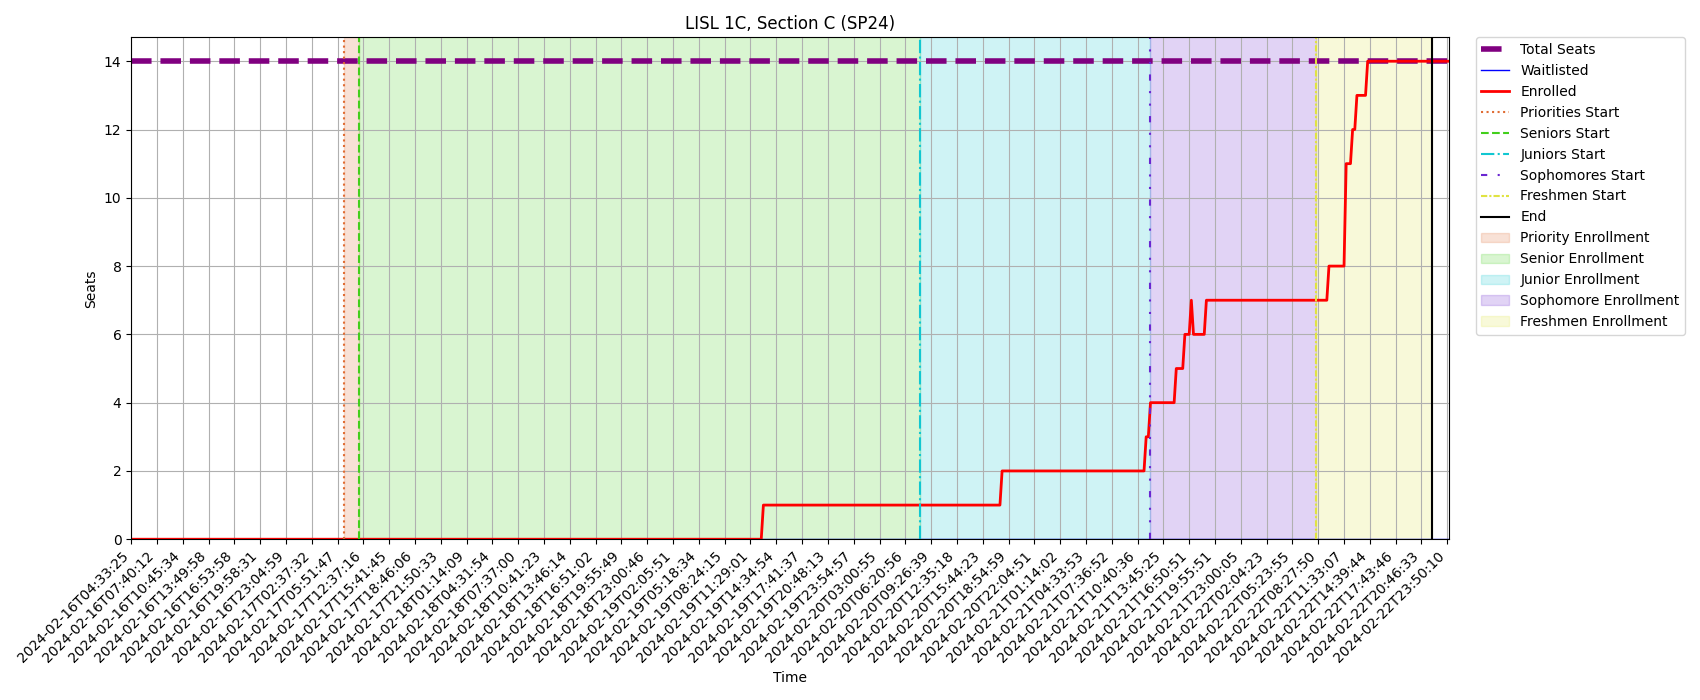 LISL 1C, Section C (SP24)
Seats
14
12
10
8
6
4
2
0
2024-02-16T04:33:25
2024-02-16T07:40:12
2024-02-16T10:45:34
2024-02-16T13:49:58
2024-02-16T16:53:58
2024-02-16T19:58:31
2024-02-16T23:04:59
2024-02-17T02:37:32
2024-02-17T05:51:47
2024-02-17T12:37:16
2024-02-17T15:41:45
2024-02-17T18:46:06
2024-02-17T21:50:33
2024-02-18T01:14:09
2024-02-18T04:31:54
2024-02-18T07:37:00
2024-02-18T10:41:23
2024-02-18T13:46:14
2024-02-18T16:51:02
2024-02-18T19:55:49
2024-02-18T23:00:46
2024-02-19T02:05:51
2024-02-19T05:18:34
2024-02-19T08:24:15
2024-02-19T11:29:01
2024-02-19T14:34:54
2024-02-19T17:41:37
2024-02-19T20:48:13
2024-02-19T23:54:57
2024-02-20T03:00:55
2024-02-20T06:20:56
2024-02-20T09:26:39
2024-02-20T12:35:18
2024-02-20T15:44:23
2024-02-20T18:54:59
2024-02-20T22:04:51
2024-02-21T01:14:02
2024-02-21T04:35:53
2024-02-21T07:36:52
2024-02-21T10:40:36
2024-02-21T13:45:25
2024-02-21T16:50:51
2024-02-21T19:55:51
2024-02-21T23:00:05
2024-02-22T02:04:23
2024-02-22T05:23:55
2024-02-22T08:27:50
2024-02-22T11:33:07
2024-02-22T14:39:44
2024-02-22T17:43:46
2024-02-22T20:46:33
2024-02-22T23:50:10
Time
Total Seats
Waitlisted
Enrolled
Priorities Start
Seniors Start
Juniors Start
Sophomores Start
Freshmen Start
End
Priority Enrollment
Senior Enrollment
Junior Enrollment
Sophomore Enrollment
Freshmen Enrollment